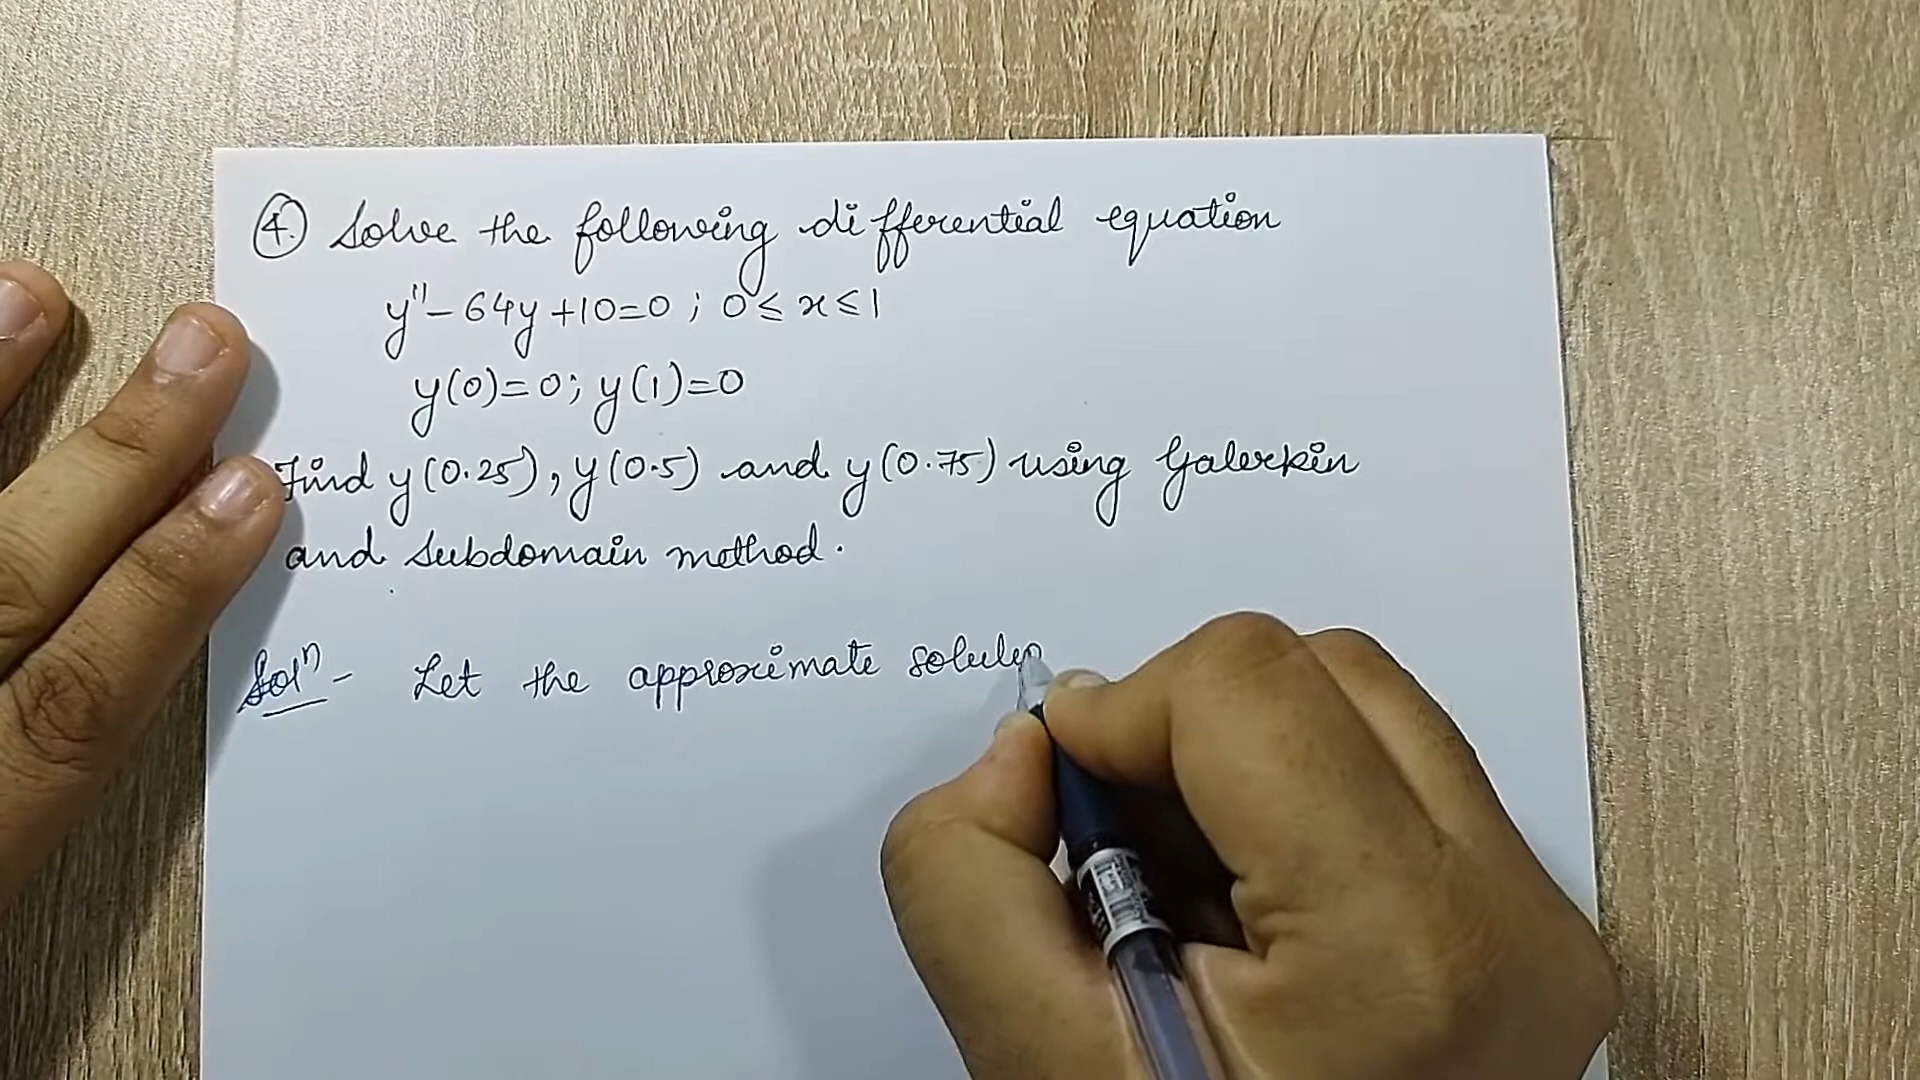 4. Solve the following differential equation
y"-64y+10=0 ; 0≤x≤1
y(0)=0; y(1)=0
Find y(0.25), y(0.5) and y(0.75) using Galerkin
and Subdomain method.
Solⁿ- Let the approximate